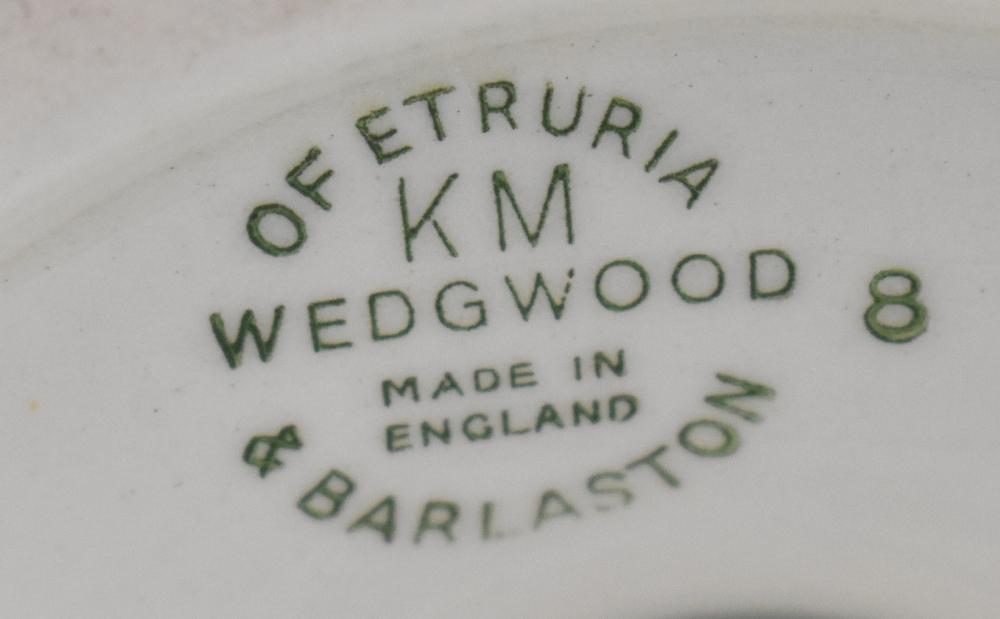 OF ETRURIA
KM
WEDGWOOD 8
MADE IN
ENGLAND
& BARLASTON